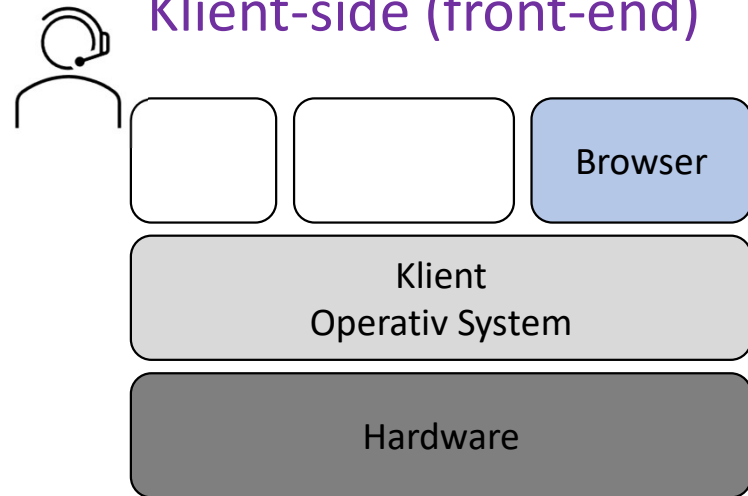 Klient-side (front-end)
Browser
Klient
Operativ System
Hardware